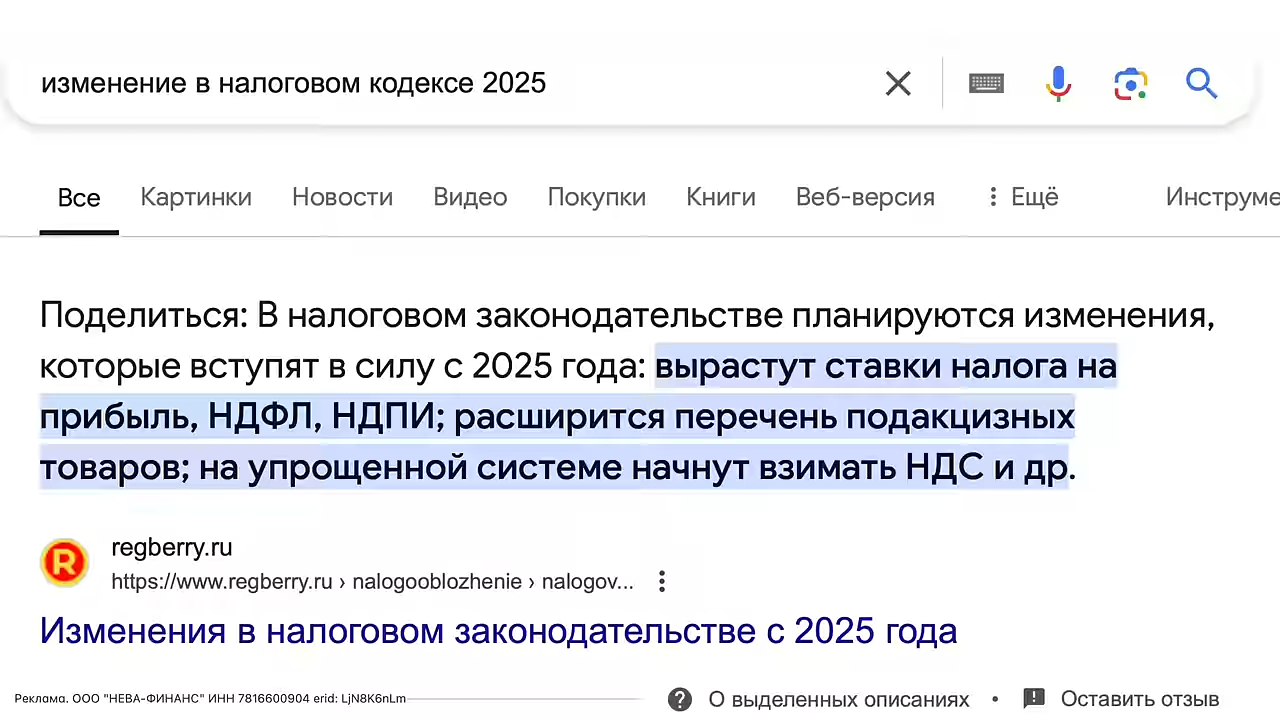 изменение в налоговом кодексе 2025
Все Картинки Новости Видео Покупки Книги Веб-версия Ещё Инструме
Поделиться: В налоговом законодательстве планируются изменения,
которые вступят в силу с 2025 года: вырастут ставки налога на
прибыль, НДФЛ, НДПИ; расширится перечень подакцизных
товаров; на упрощенной системе начнут взимать НДС и др.
R
regberry.ru
https://www.regberry.ru › nalogooblozhenie › nalogov...
Изменения в налоговом законодательстве с 2025 года
Реклама. ООО "НЕВА-ФИНАНС" ИНН 7816600904 erid: LjN8K6nLm
О выделенных описаниях • Оставить отзыв